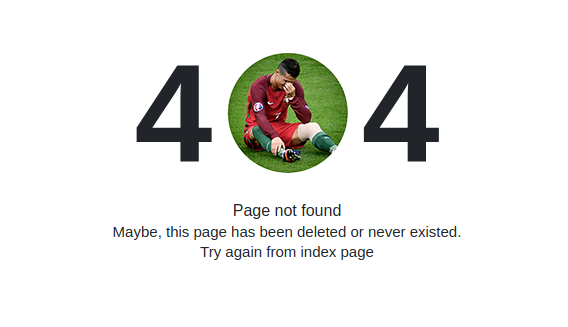 4 4
Page not found
Maybe, this page has been deleted or never existed.
Try again from index page